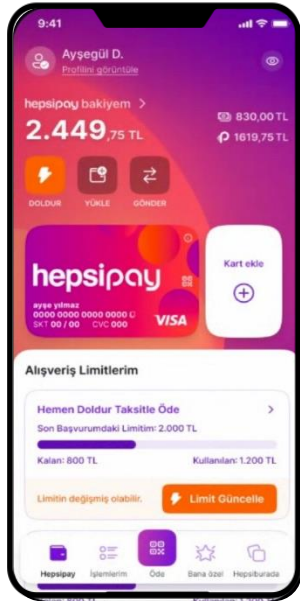 9:41
Ayşegül D.
Profilini görüntüle
hepsipay bakiyem >
2.449,75 TL
830,00 TL
1619,75 TL
DOLDUR YÜKLE GÖNDER
hepsipay
ayşe yılmaz
0000 0000 0000 0000
SKT 00 / 00 CVC 000
VISA
Kart ekle
Alışveriş Limitlerim
Hemen Doldur Taksitle Öde >
Son Başvurumdaki Limitim: 2.000 TL
Kalan: 800 TL Kullanılan: 1.200 TL
Limitin değişmiş olabilir. Limit Güncelle
Hepsipay İşlemlerim Öde Bana özel Hepsiburada